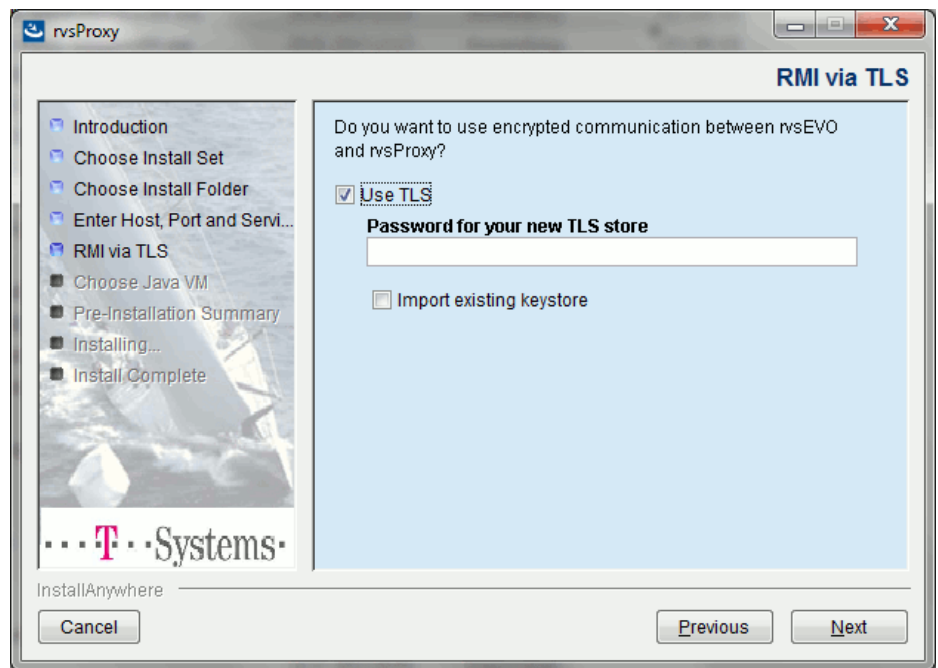 rvsProxy
RMI via TLS
Introduction
Choose Install Set
Choose Install Folder
Enter Host, Port and Servi...
RMI via TLS
Choose Java VM
Pre-Installation Summary
Installing...
Install Complete
Do you want to use encrypted communication between rvsEVO
and rvsProxy?
Use TLS
Password for your new TLS store
Import existing keystore
· · · · T · · Systems ·
InstallAnywhere
Cancel
Previous
Next